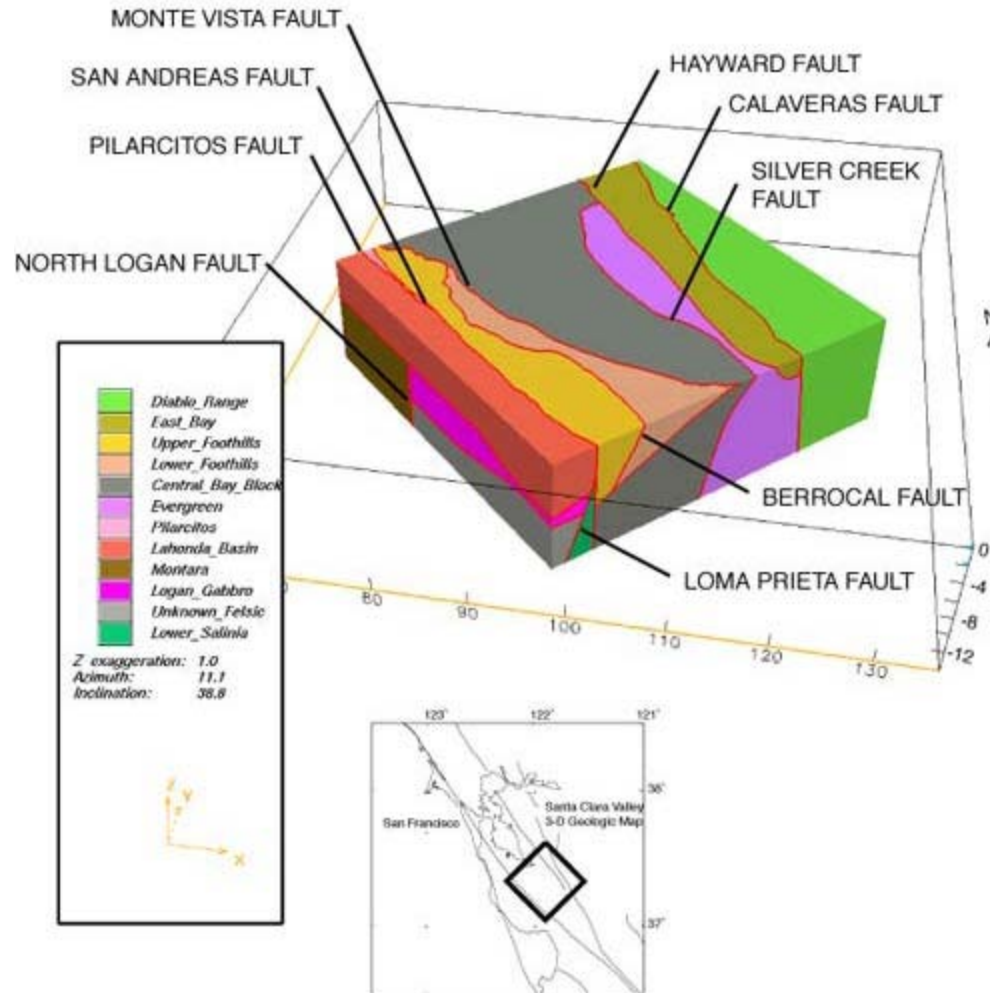 MONTE VISTA FAULT
SAN ANDREAS FAULT
PILARCITOS FAULT
NORTH LOGAN FAULT
HAYWARD FAULT
CALAVERAS FAULT
SILVER CREEK
FAULT
BERROCAL FAULT
LOMA PRIETA FAULT
Diablo_Range
East_Bay
Upper_Foothills
Lower_Foothills
Central_Bay_Block
Evergreen
Pilarcitos
Lahonda_Basin
Montara
Logan_Gabbro
Unknown_Felsic
Lower_Salinia
Z exaggeration: 1.0
Azimuth: 11.1
Inclination: 38.8
Z
Y
X
80
90
100
110
120
130
0
-4
-8
-12
123°
122°
121°
38°
37°
San Francisco
Santa Clara Valley
3-D Geologic Map